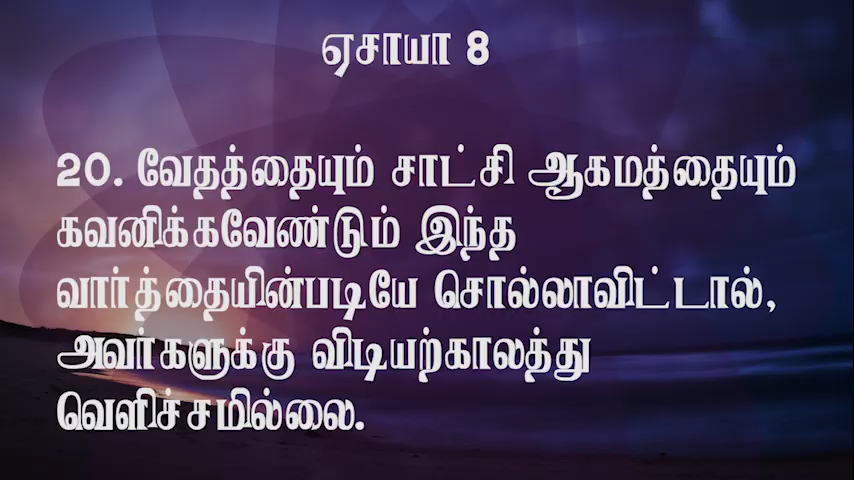 ஏசாயா 8
20. வேதத்தையும் சாட்சி ஆகமத்தையும்
கவனிக்கவேண்டும் இந்த
வார்த்தையின்படியே சொல்லாவிட்டால்,
அவர்களுக்கு விடியற்காலத்து
வெளிச்சமில்லை.